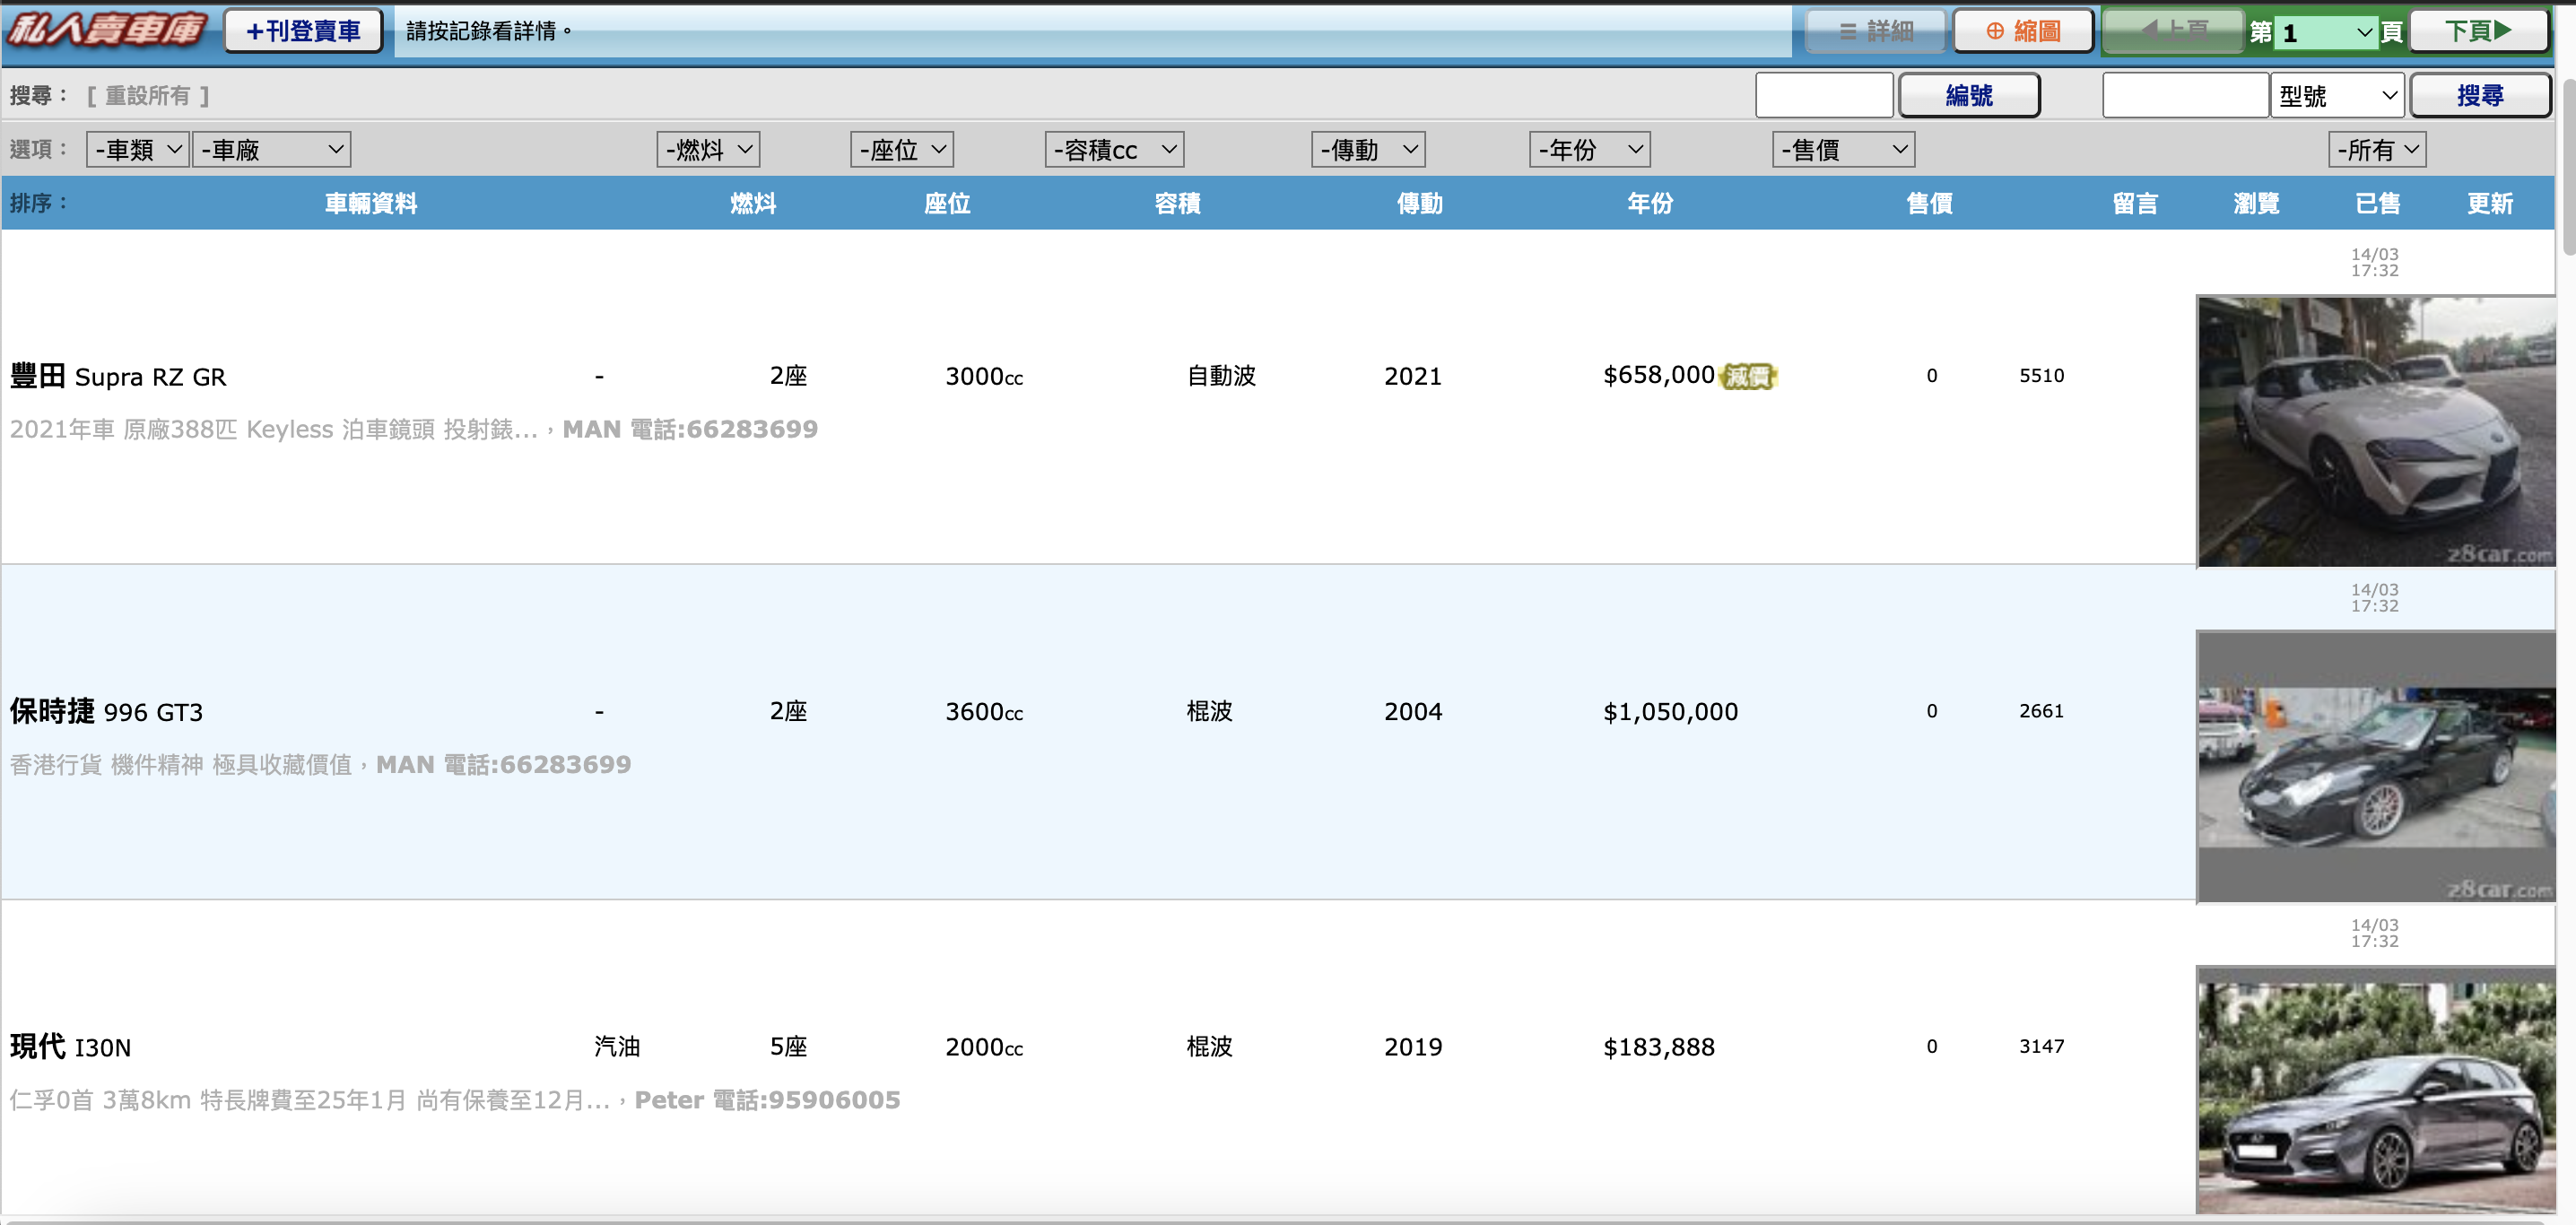 私人賣車庫 +刊登賣車 請按記錄看詳情。 ☰ 詳細 ⊕ 縮圖 ◀上頁 第 1 頁 下頁▶
搜尋： [ 重設所有 ] 編號 型號 搜尋
選項： -車類 -車廠 -燃料 -座位 -容積cc -傳動 -年份 -售價 -所有
排序： 車輛資料 燃料 座位 容積 傳動 年份 售價 留言 瀏覽 已售 更新
14/03
17:32
豐田 Supra RZ GR - 2座 3000cc 自動波 2021 $658,000 減價 0 5510
2021年車 原廠388匹 Keyless 泊車鏡頭 投射錶...，MAN 電話:66283699
28car.com
14/03
17:32
保時捷 996 GT3 - 2座 3600cc 棍波 2004 $1,050,000 0 2661
香港行貨 機件精神 極具收藏價值，MAN 電話:66283699
28car.com
14/03
17:32
現代 I30N 汽油 5座 2000cc 棍波 2019 $183,888 0 3147
仁孚0首 3萬8km 特長牌費至25年1月 尚有保養至12月...，Peter 電話:95906005